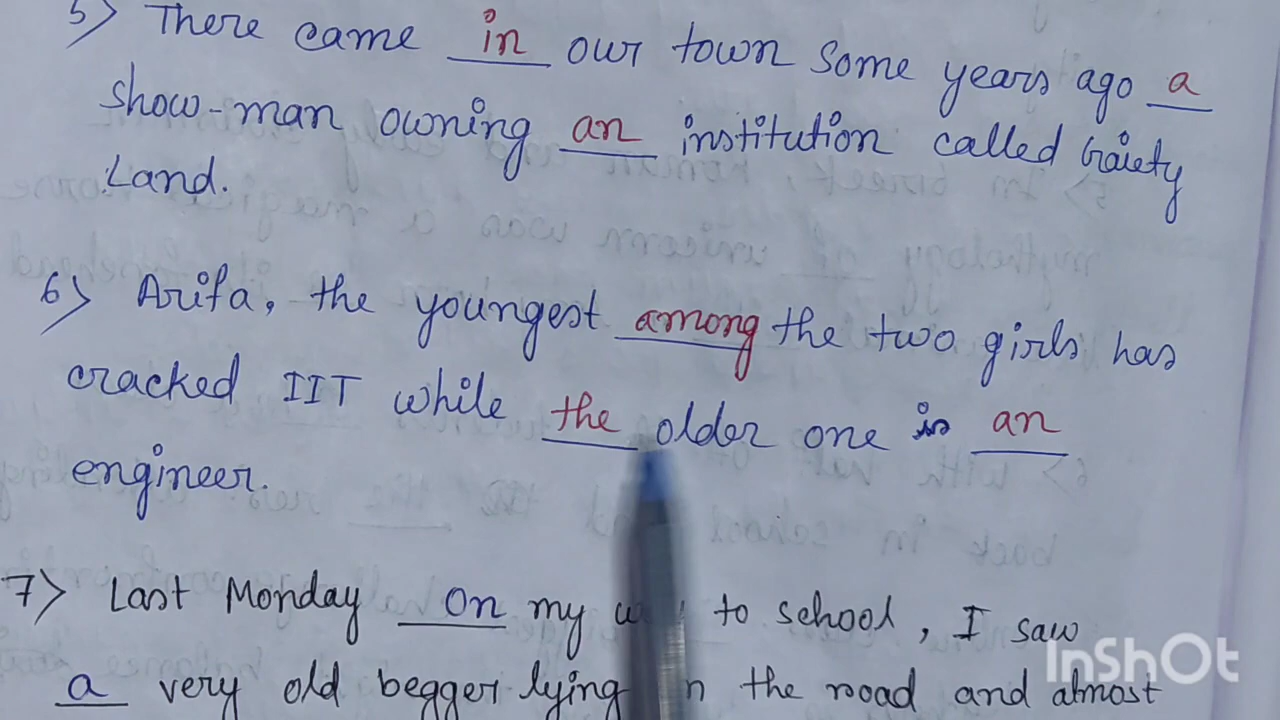 5) There came in our town some years ago a
show-man owning an institution called Gaiety
Land.
6) Arifa, the youngest among the two girls has
cracked IIT while the older one is an
engineer.
7) Last Monday on my to school, I saw
a very old begger lying the road and almost
InShOt